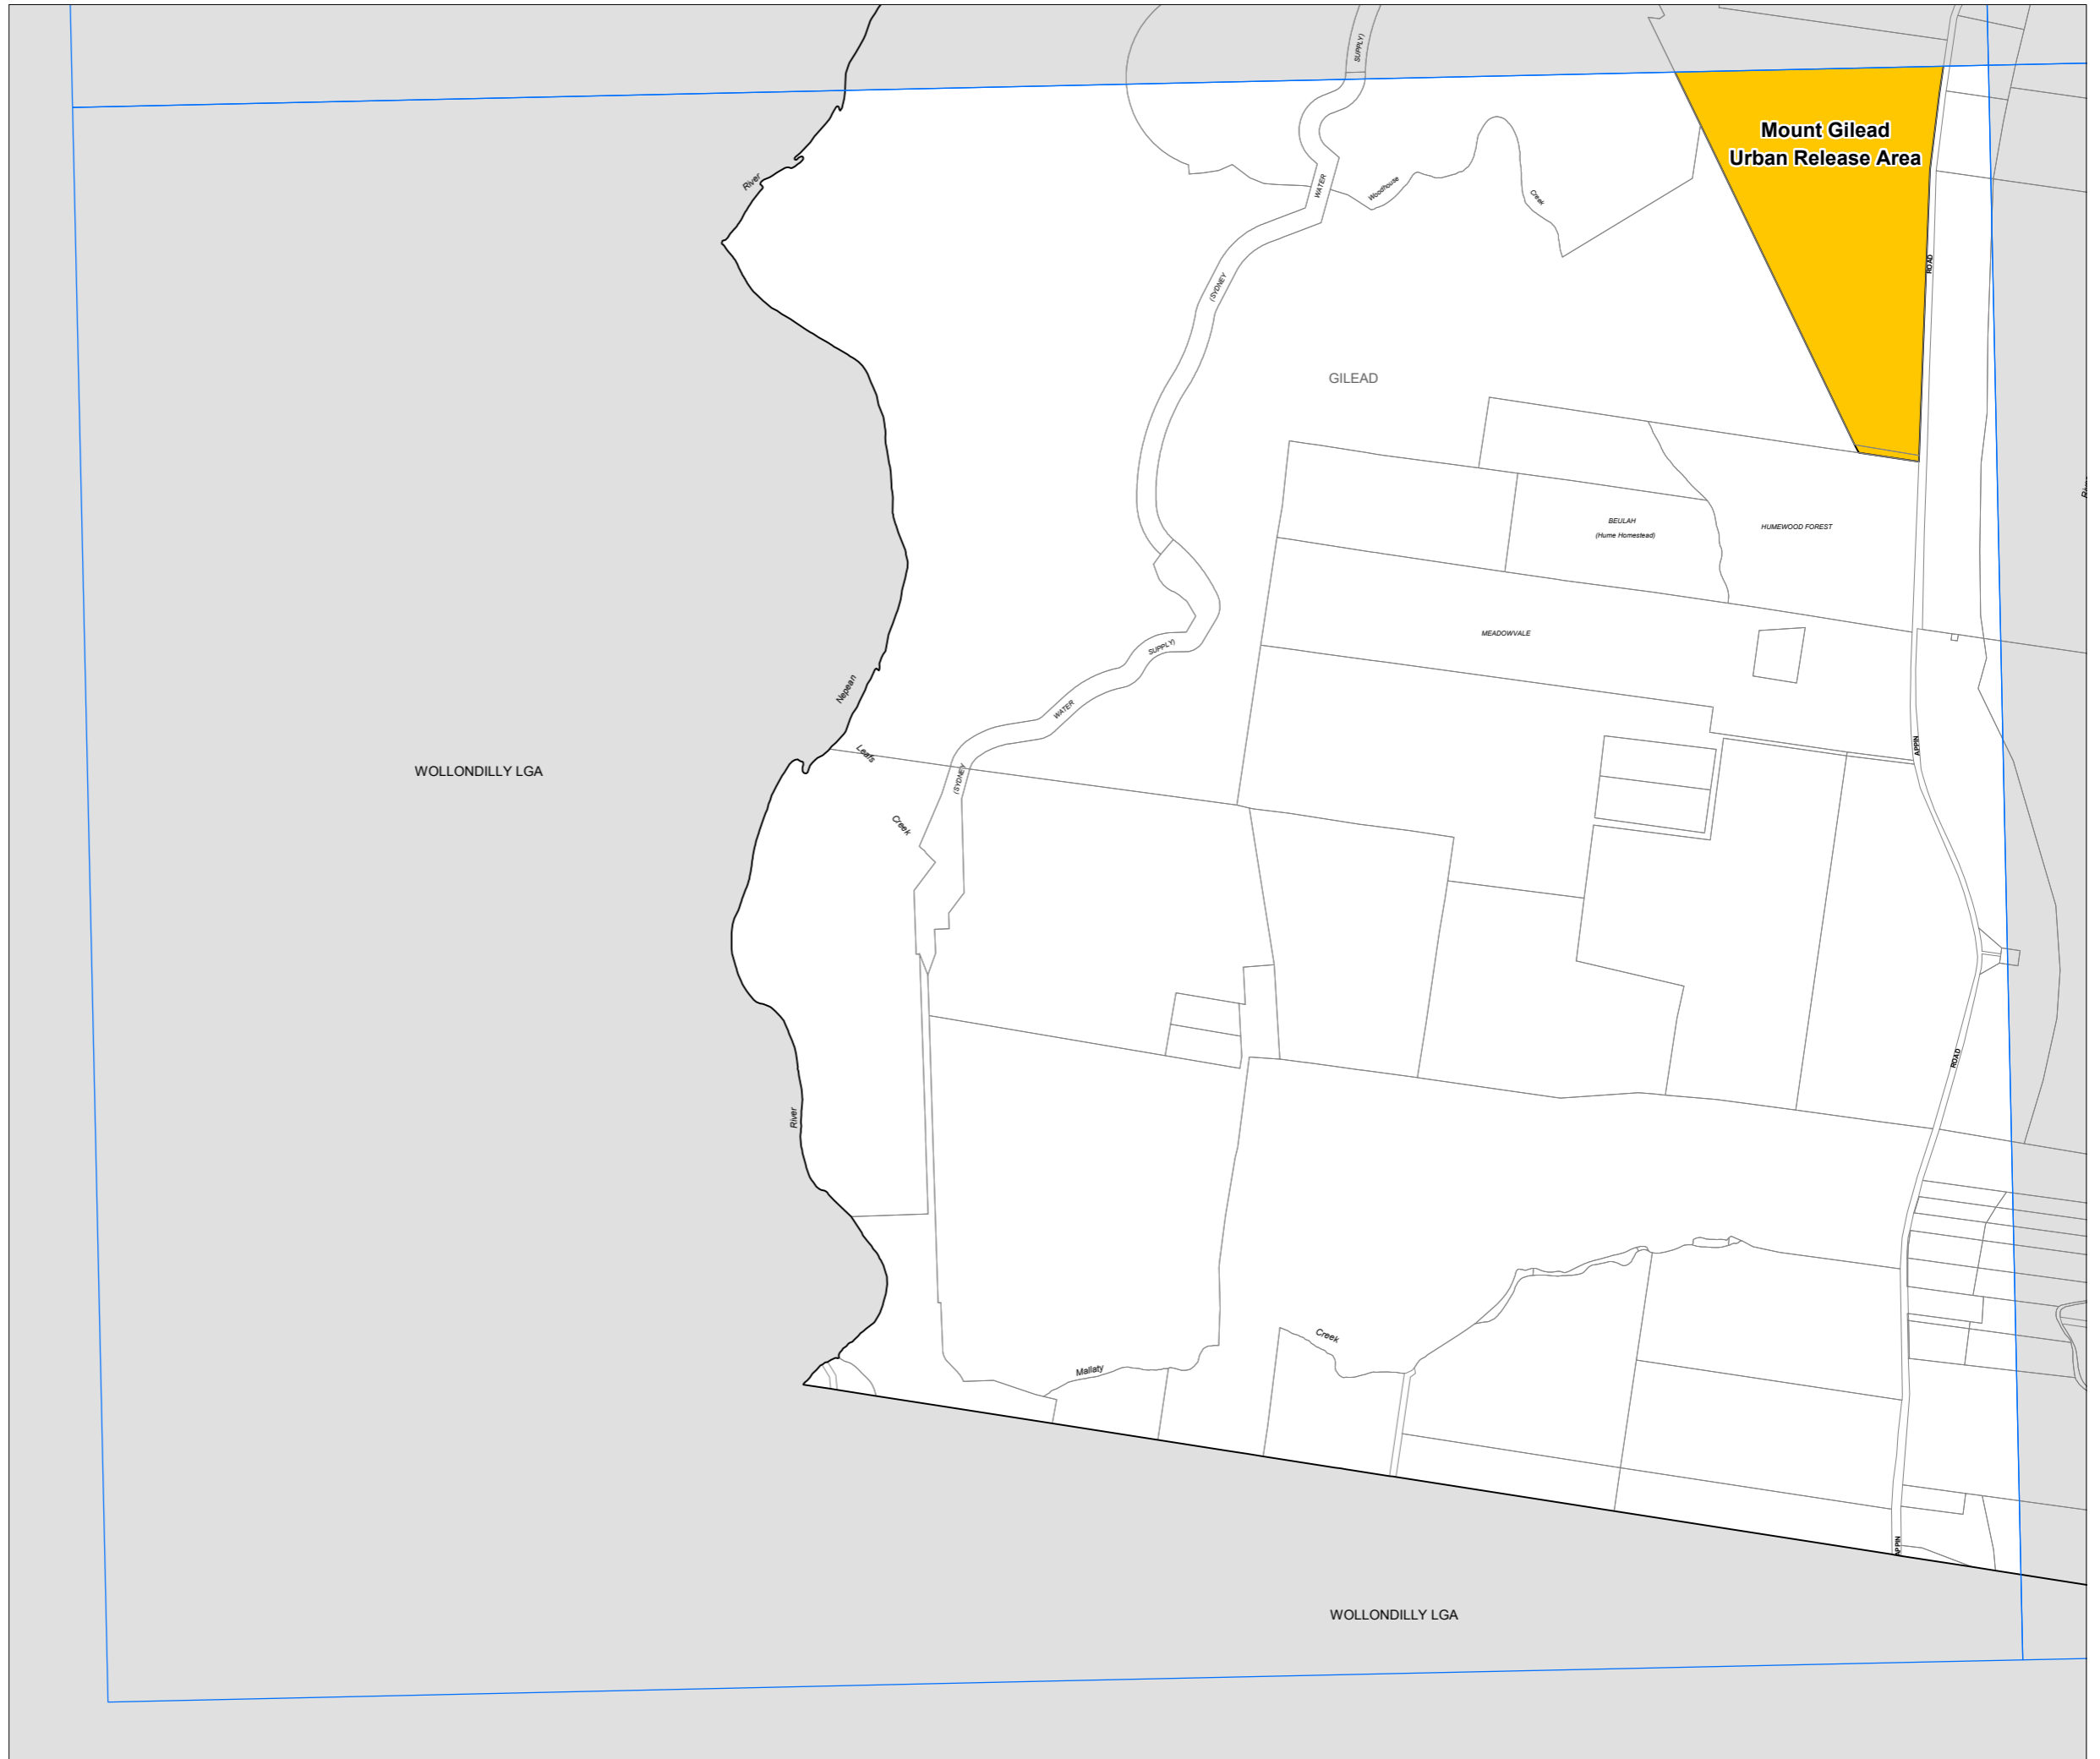 SUPPLY)
Mount Gilead
Urban Release Area
River
WATER
Woodhouse
Creek
(SYDNEY
ROAD
GILEAD
BEULAH
(Hume Homestead)
HUMEWOOD FOREST
MEADOWVALE
SUPPLY)
Nepean
WATER
APPIN
Leafs
WOLLONDILLY LGA
(SYDNEY
Creek
ROAD
River
Creek
Mallaty
APPIN
WOLLONDILLY LGA